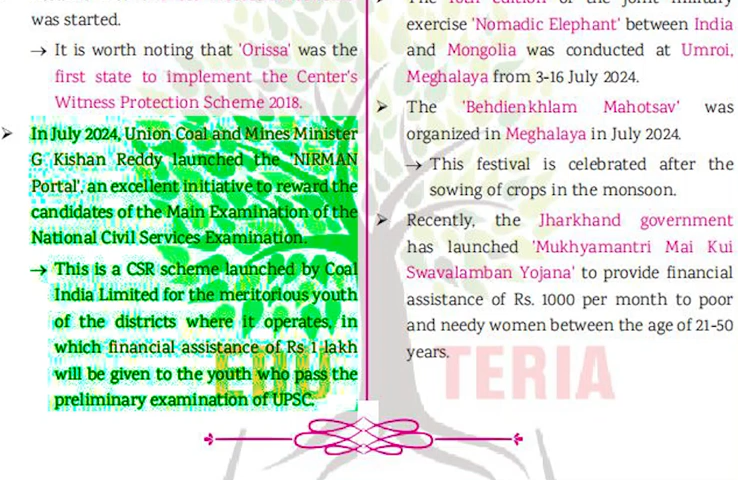 was started.
→ It is worth noting that 'Orissa' was the
first state to implement the Center's
Witness Protection Scheme 2018.
➤ In July 2024, Union Coal and Mines Minister
G Kishan Reddy launched the 'NIRMAN
Portal', an excellent initiative to reward the
candidates of the Main Examination of the
National Civil Services Examination.
→ This is a CSR scheme launched by Coal
India Limited for the meritorious youth
of the districts where it operates, in
which financial assistance of Rs 1 lakh
will be given to the youth who pass the
preliminary examination of UPSC.
exercise 'Nomadic Elephant' between India
and Mongolia was conducted at Umroi,
Meghalaya from 3-16 July 2024.
➤ The 'Behdienkhlam Mahotsav' was
organized in Meghalaya in July 2024.
→ This festival is celebrated after the
sowing of crops in the monsoon.
➤ Recently, the Jharkhand government
has launched 'Mukhyamantri Mai Kui
Swavalamban Yojana' to provide financial
assistance of Rs. 1000 per month to poor
and needy women between the age of 21-50
years.
EDU TERIA